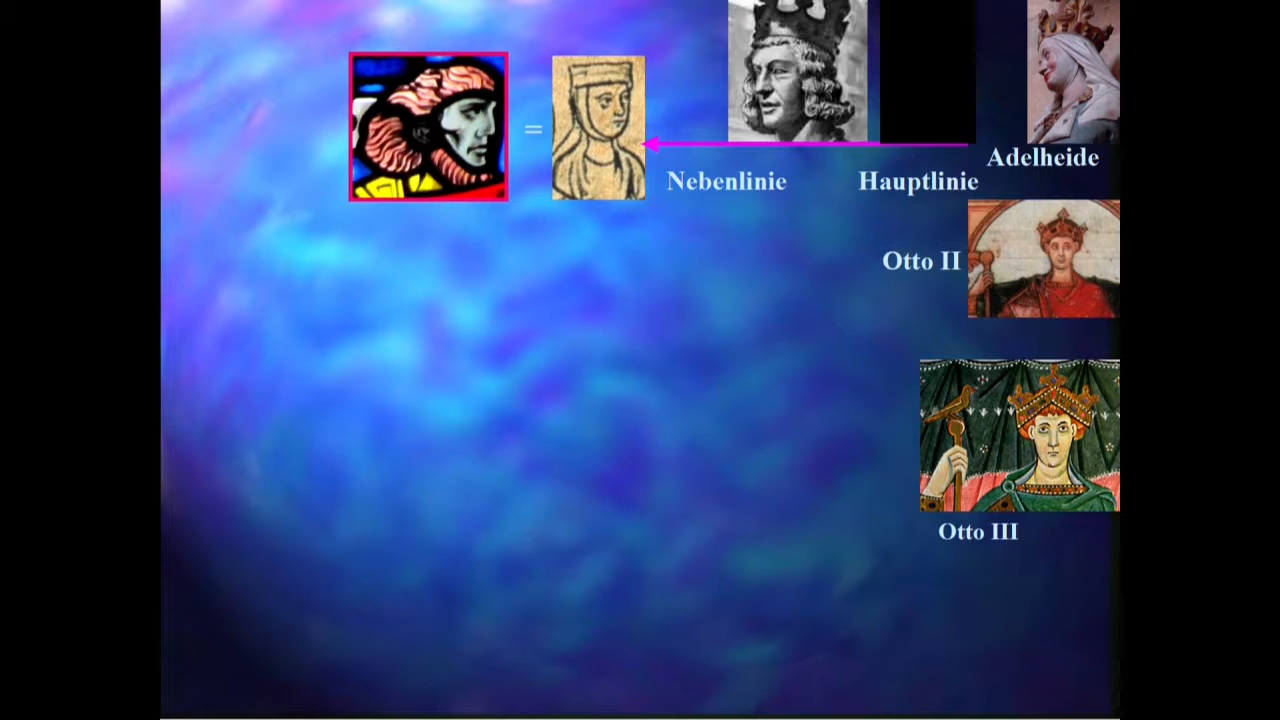 =
Adelheide
Nebenlinie
Hauptlinie
Otto II
Otto III